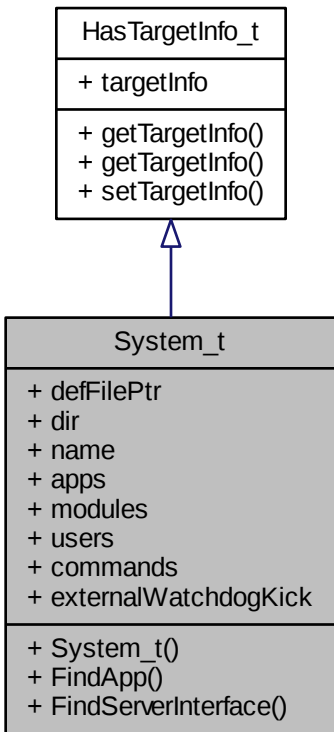 HasTargetInfo_t
+ targetInfo
+ getTargetInfo()
+ getTargetInfo()
+ setTargetInfo()
System_t
+ defFilePtr
+ dir
+ name
+ apps
+ modules
+ users
+ commands
+ externalWatchdogKick
+ System_t()
+ FindApp()
+ FindServerInterface()